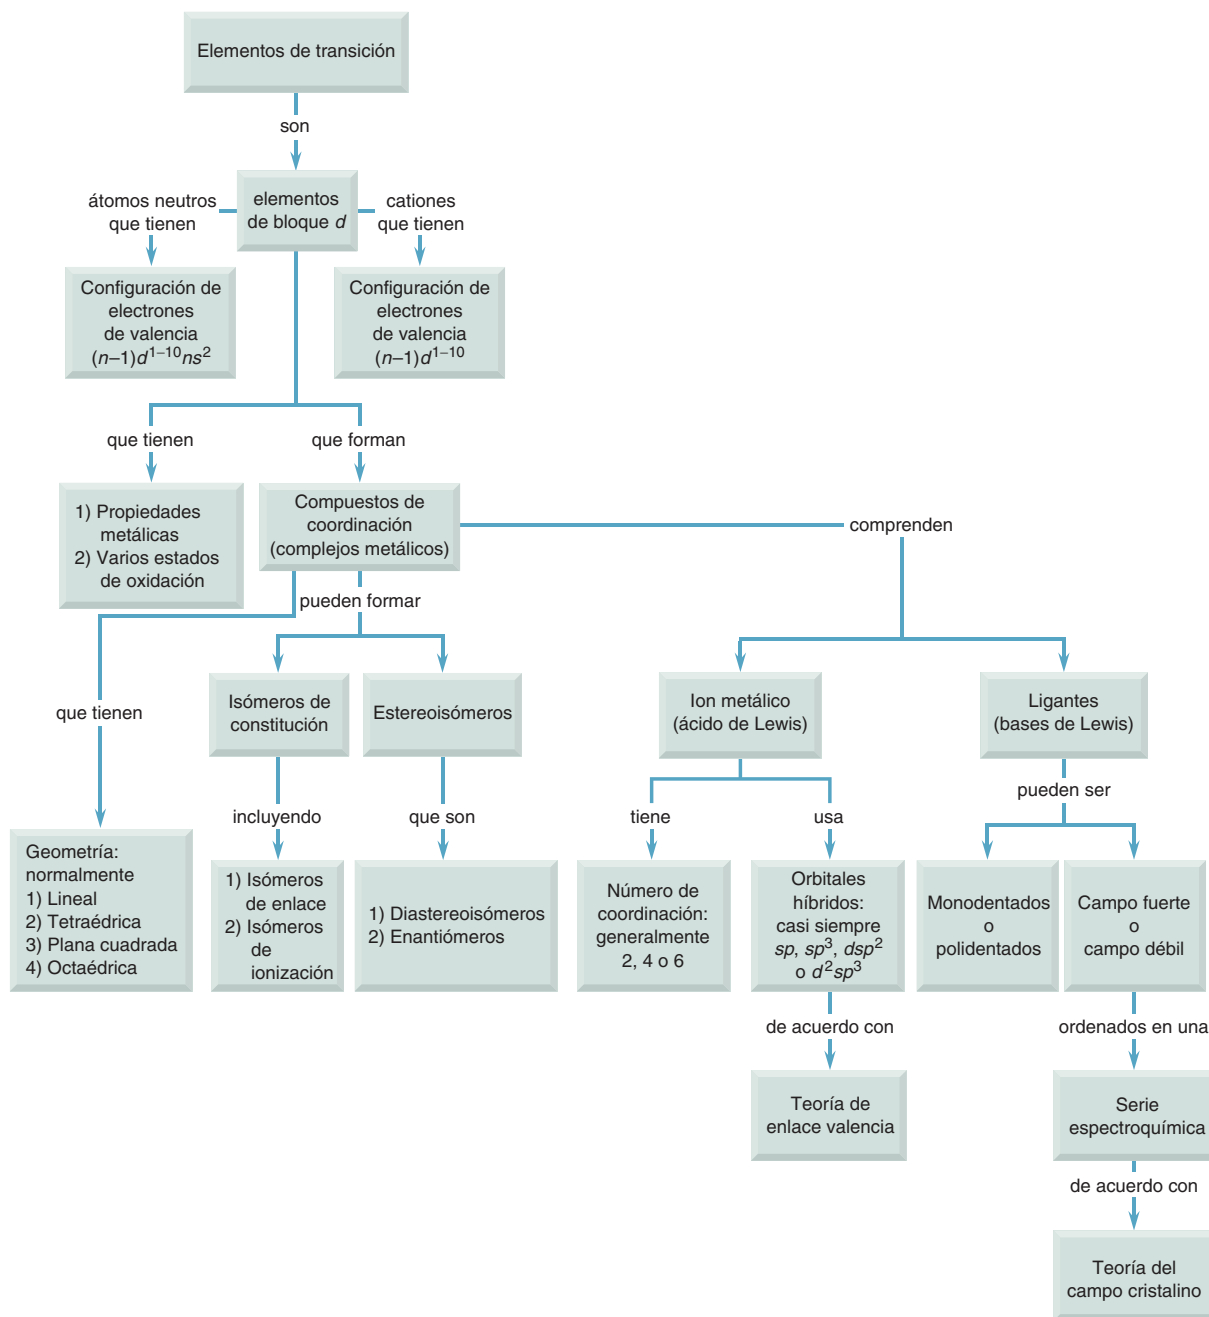 Elementos de transición
son
átomos neutros
que tienen
elementos
de bloque d
cationes
que tienen
Configuración de
electrones
de valencia
(n–1)d¹⁻¹⁰ns²
Configuración de
electrones
de valencia
(n–1)d¹⁻¹⁰
que tienen
que forman
1) Propiedades
metálicas
2) Varios estados
de oxidación
Compuestos de
coordinación
(complejos metálicos)
comprenden
pueden formar
que tienen
Isómeros de
constitución
Estereoisómeros
Ion metálico
(ácido de Lewis)
Ligantes
(bases de Lewis)
incluyendo
que son
tiene
usa
pueden ser
Geometría:
normalmente
1) Lineal
2) Tetraédrica
3) Plana cuadrada
4) Octaédrica
1) Isómeros
de enlace
2) Isómeros
de
ionización
1) Diastereoisómeros
2) Enantiómeros
Número de
coordinación:
generalmente
2, 4 o 6
Orbitales
híbridos:
casi siempre
sp, sp³, dsp²
o d²sp³
Monodentados
o
polidentados
Campo fuerte
o
campo débil
de acuerdo con
ordenados en una
Teoría de
enlace valencia
Serie
espectroquímica
de acuerdo con
Teoría del
campo cristalino